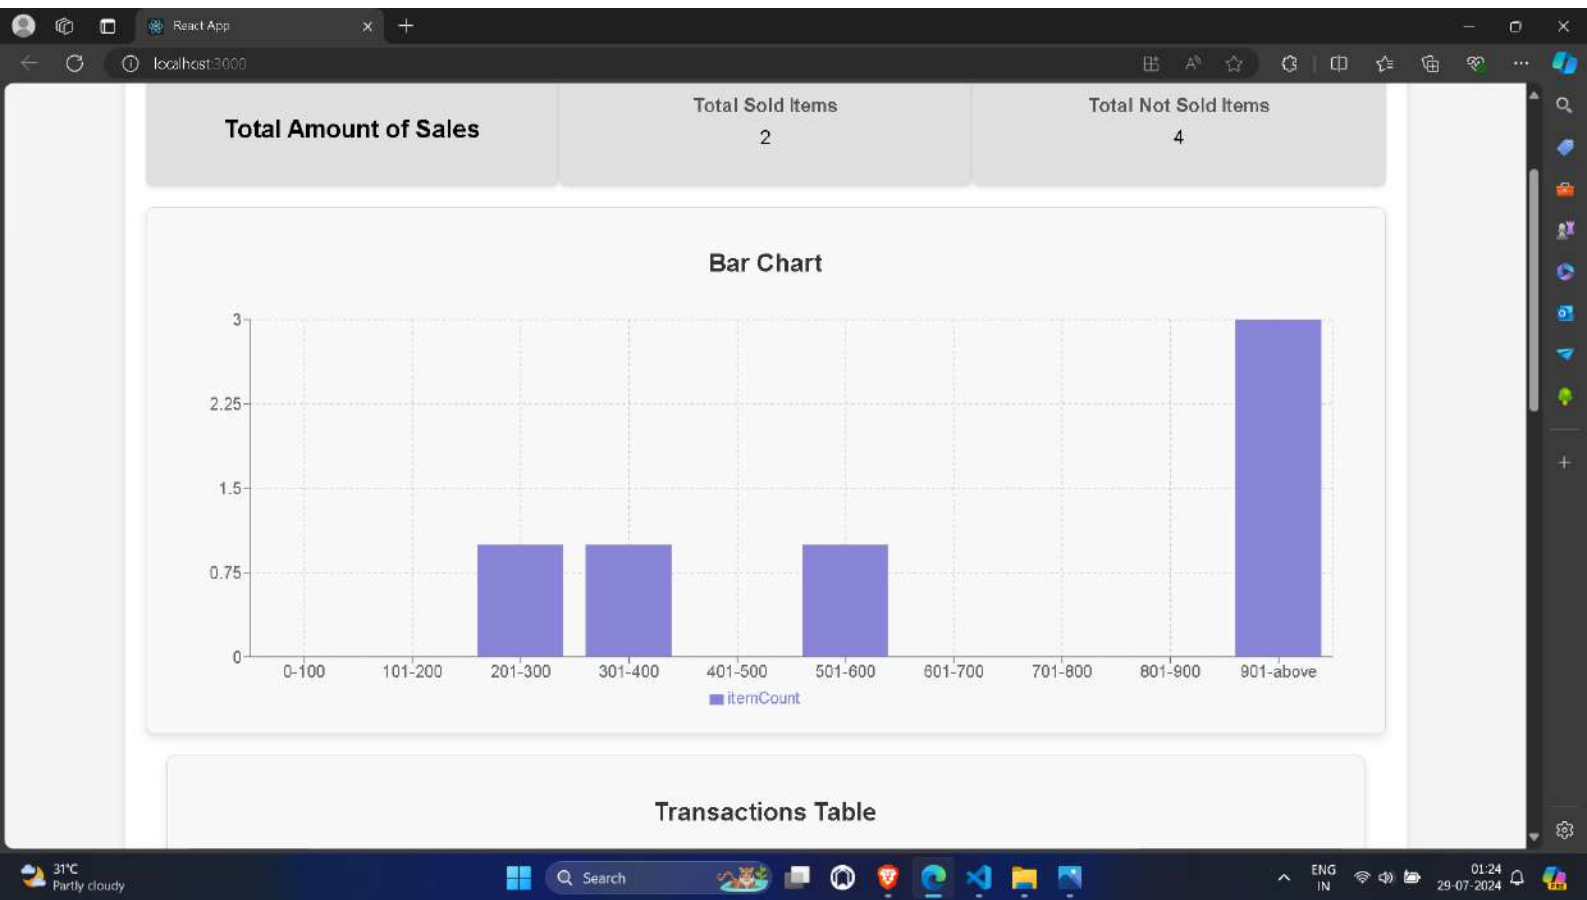 React App
localhost:3000
Total Amount of Sales
Total Sold Items
2
Total Not Sold Items
4
Bar Chart
3
2.25
1.5
0.75
0
0-100 101-200 201-300 301-400 401-500 501-600 601-700 701-800 801-900 901-above
itemCount
Transactions Table
31°C
Partly cloudy
Search
ENG
IN
01:24
29-07-2024